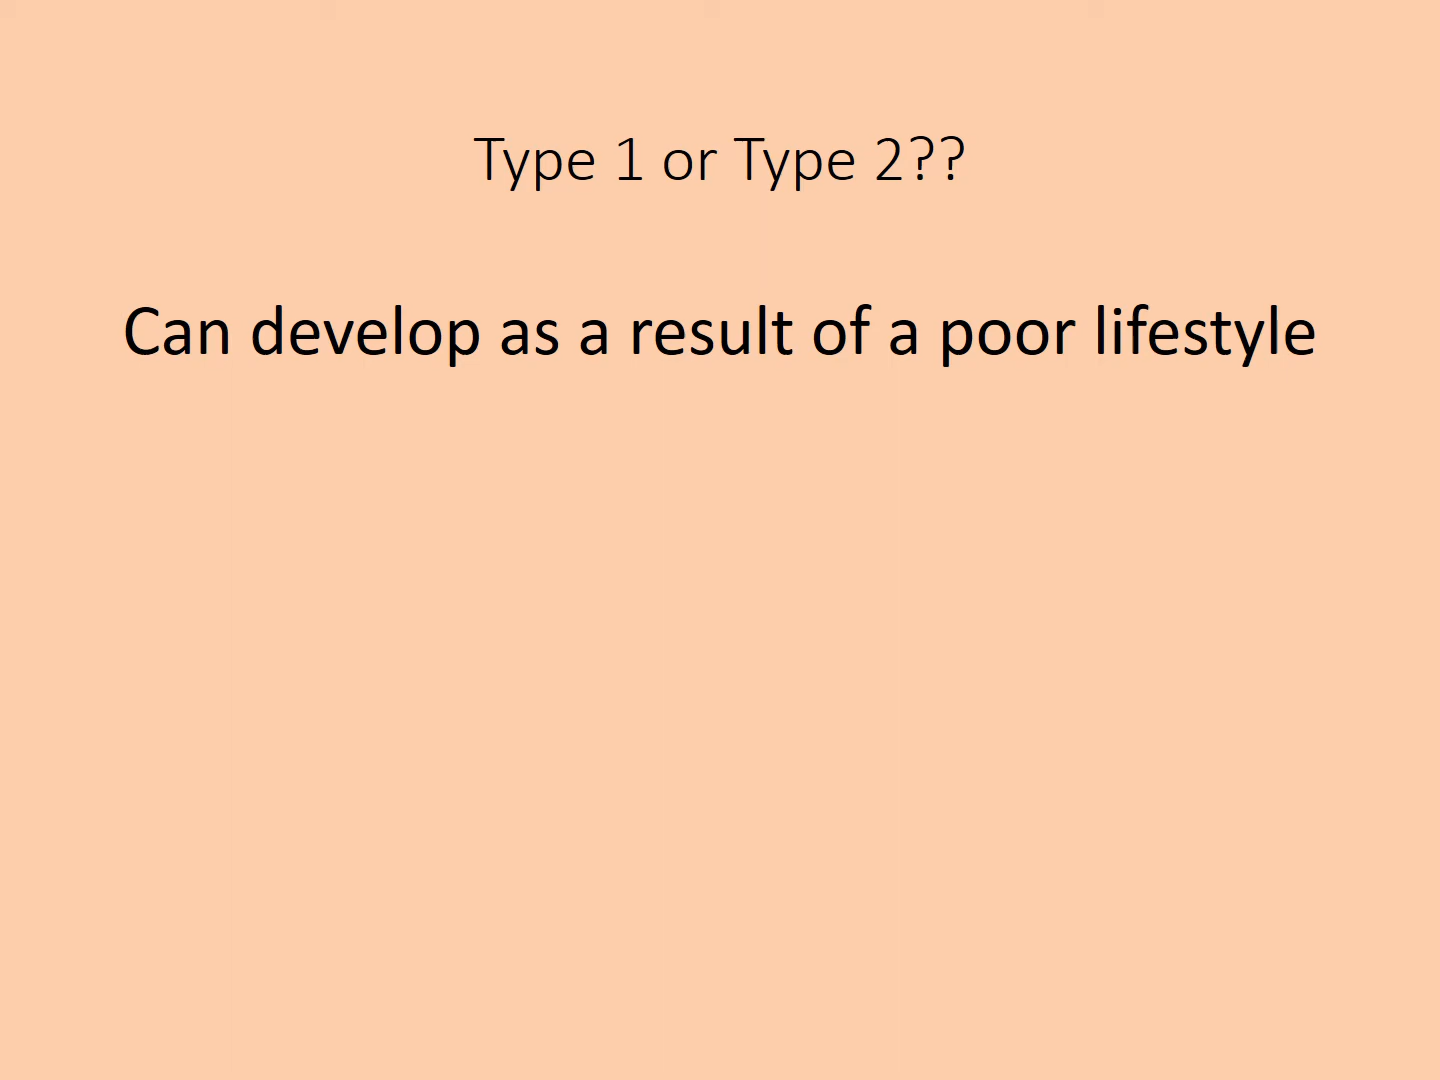 Type 1 or Type 2??
Can develop as a result of a poor lifestyle